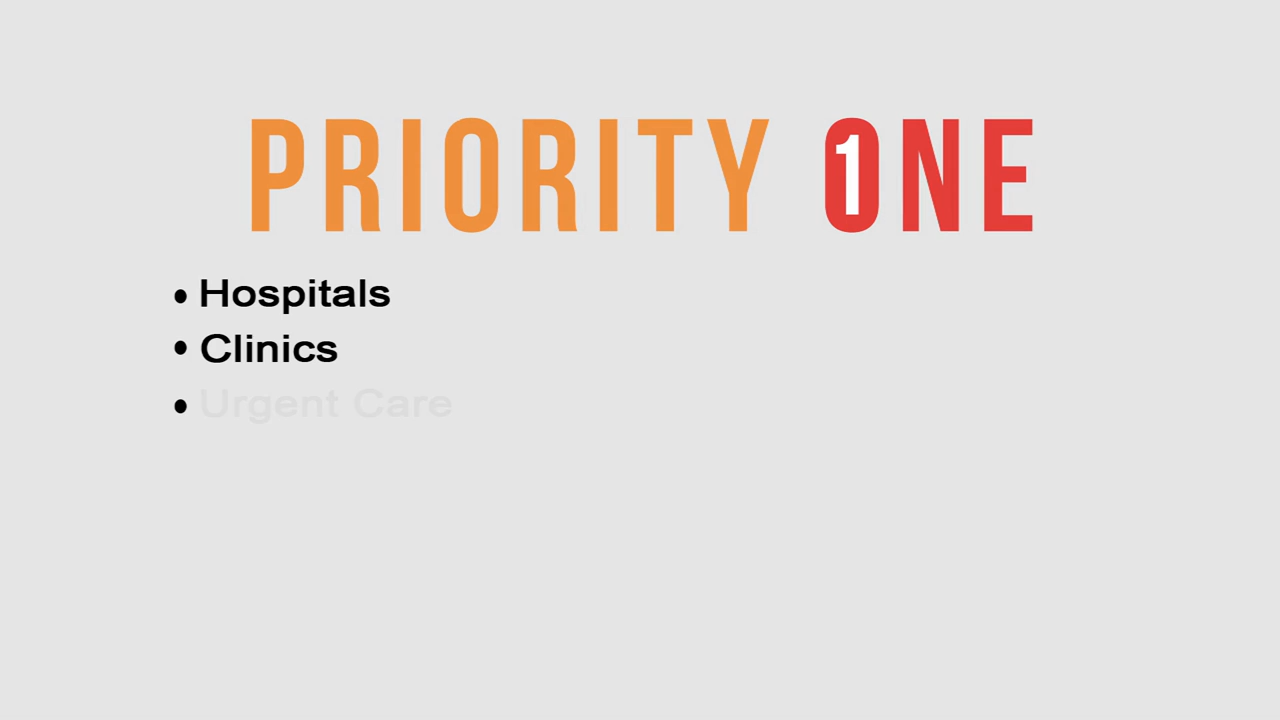 PRIORITY ONE
• Hospitals
• Clinics
• Urgent Care